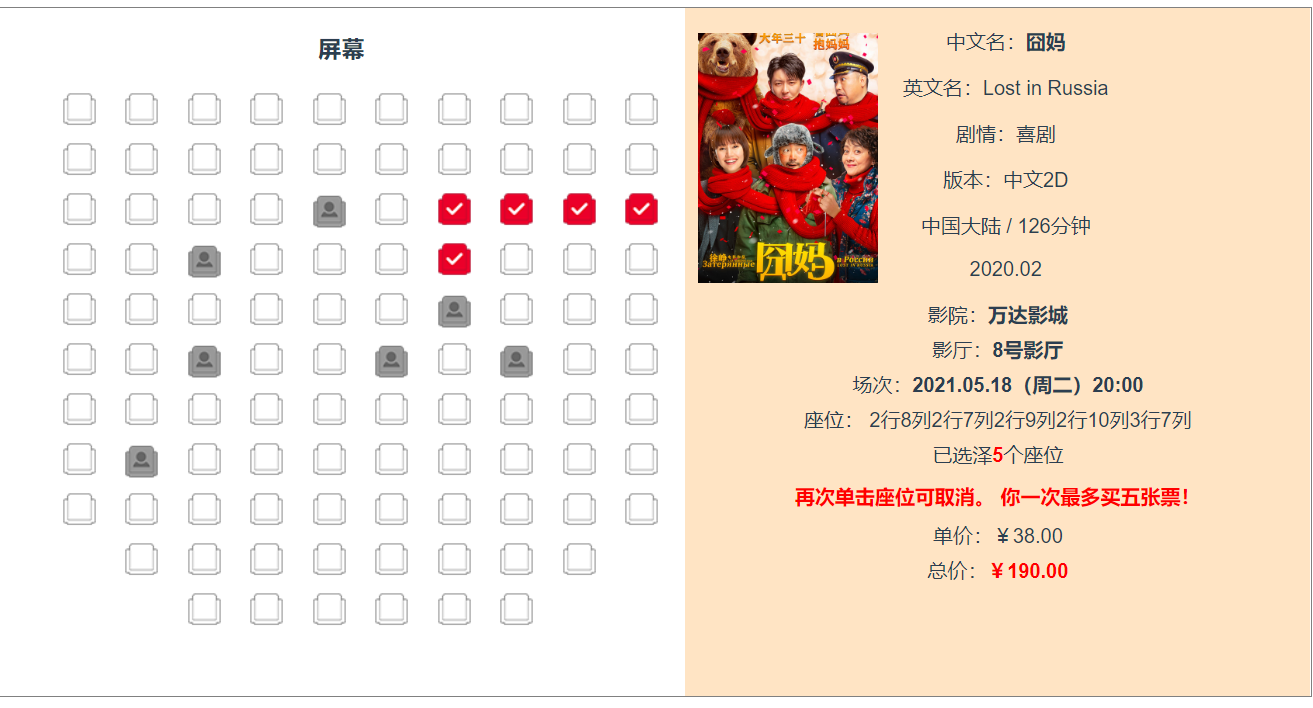 屏幕
大年三十
抱妈妈
徐峥
囧妈
Затерянные
в России
LOST IN RUSSIA
中文名：囧妈
英文名：Lost in Russia
剧情：喜剧
版本：中文2D
中国大陆 / 126分钟
2020.02
影院：万达影城
影厅：8号影厅
场次：2021.05.18（周二）20:00
座位： 2行8列2行7列2行9列2行10列3行7列
已选泽5个座位
再次单击座位可取消。 你一次最多买五张票！
单价：￥38.00
总价：￥190.00